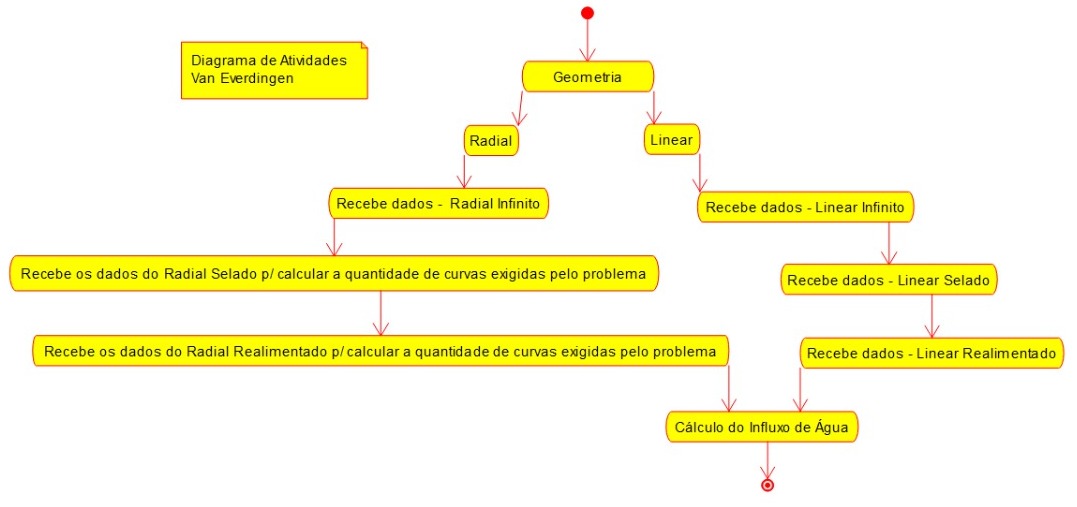 Diagrama de Atividades
Van Everdingen
Geometria
Radial
Linear
Recebe dados - Radial Infinito
Recebe dados - Linear Infinito
Recebe os dados do Radial Selado p/ calcular a quantidade de curvas exigidas pelo problema
Recebe dados - Linear Selado
Recebe os dados do Radial Realimentado p/ calcular a quantidade de curvas exigidas pelo problema
Recebe dados - Linear Realimentado
Cálculo do Influxo de Água